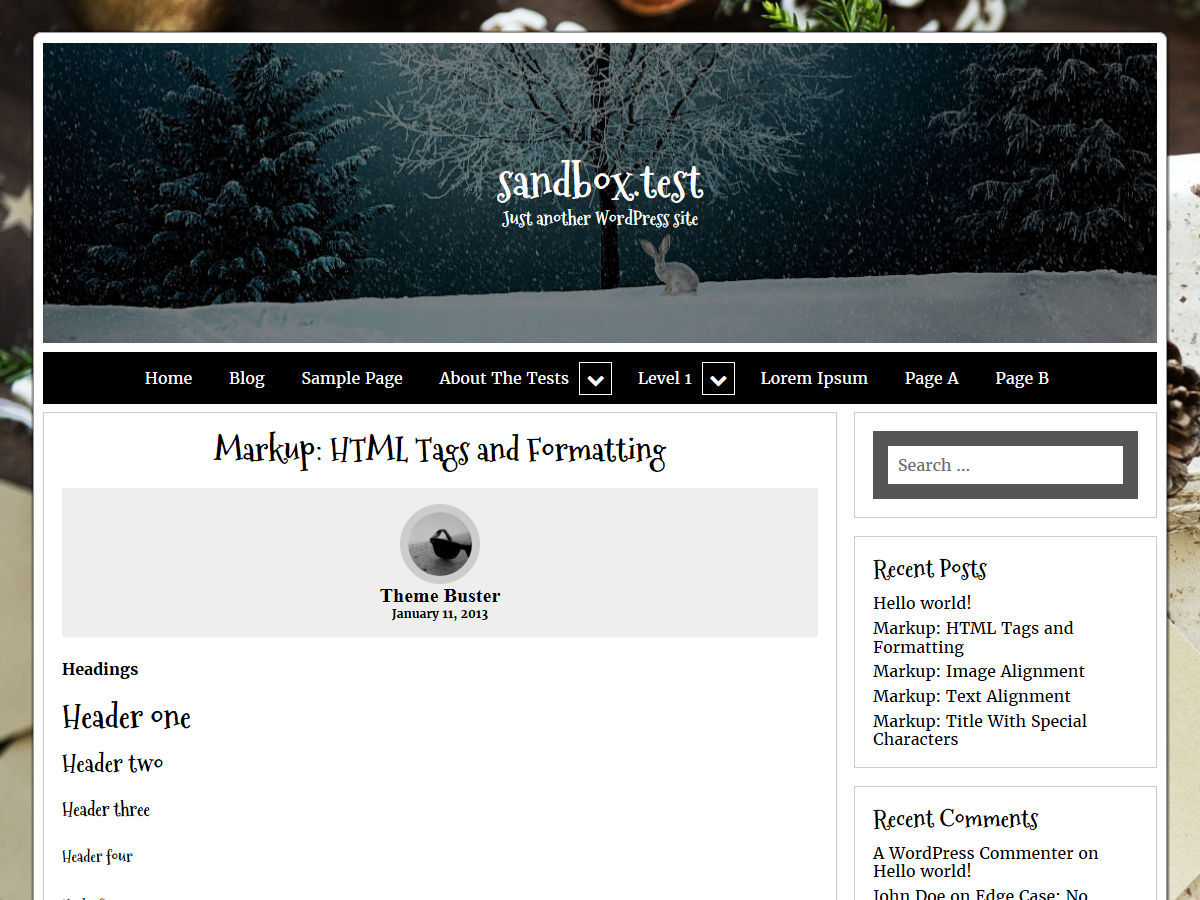 sandbox.test
Just another WordPress site
Home Blog Sample Page About The Tests Level 1 Lorem Ipsum Page A Page B
Markup: HTML Tags and Formatting
Theme Buster
January 11, 2013
Headings
Header one
Header two
Header three
Header four
Search ...
Recent Posts
Hello world!
Markup: HTML Tags and
Formatting
Markup: Image Alignment
Markup: Text Alignment
Markup: Title With Special
Characters
Recent Comments
A WordPress Commenter on
Hello world!
John Doe on Edge Case: No